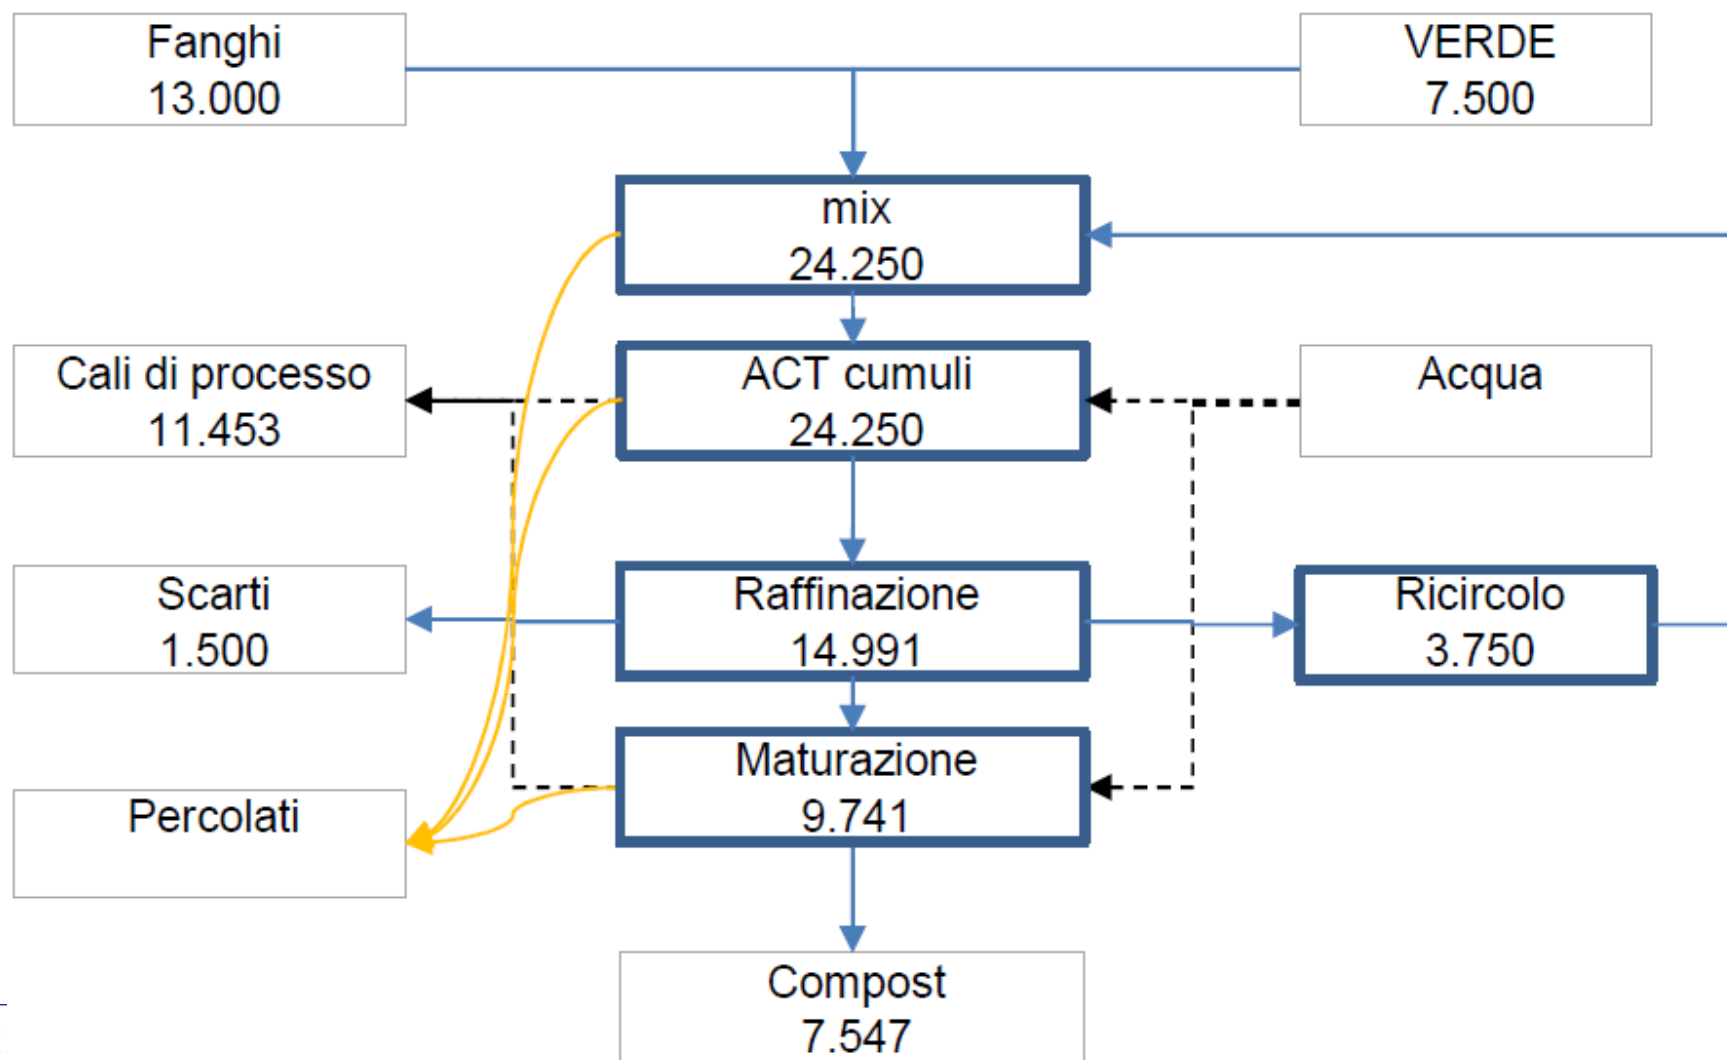 Fanghi
13.000
VERDE
7.500
mix
24.250
Cali di processo
11.453
ACT cumuli
24.250
Acqua
Scarti
1.500
Raffinazione
14.991
Ricircolo
3.750
Maturazione
9.741
Percolati
Compost
7.547